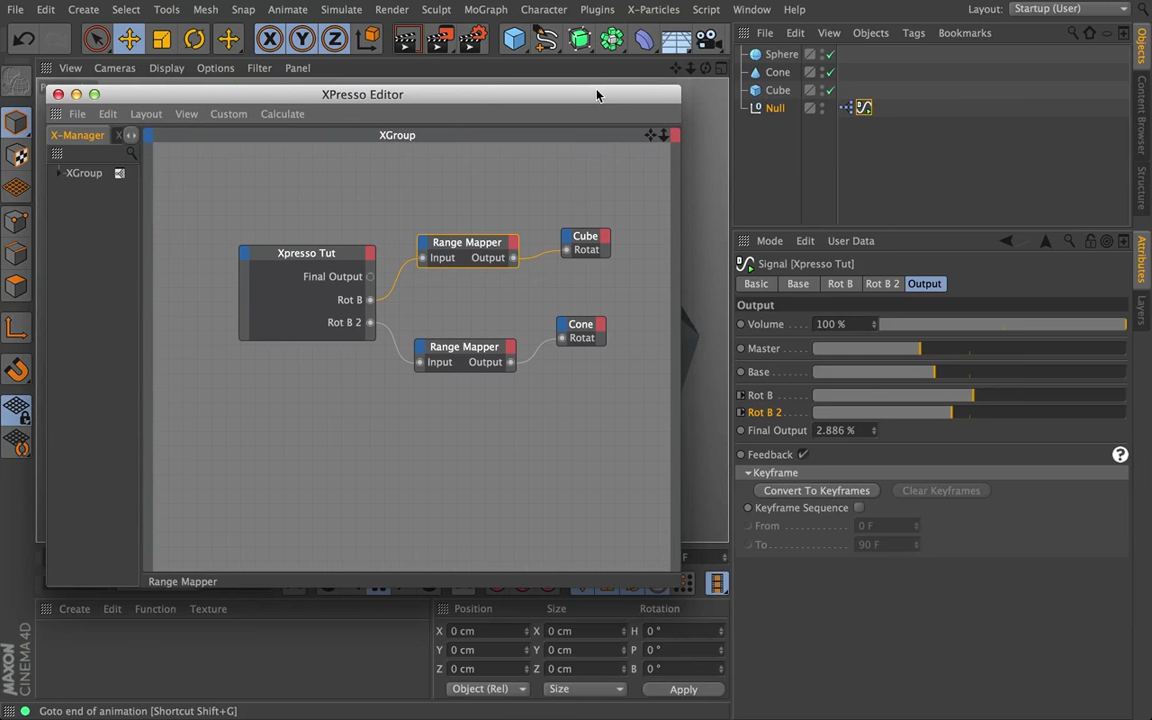 File Edit Create Select Tools Mesh Snap Animate Simulate Render Sculpt MoGraph Character Plugins X-Particles Script Window Help Layout: Startup (User)
X Y Z
View Cameras Display Options Filter Panel
XPresso Editor
File Edit Layout View Custom Calculate
X-Manager X
XGroup
XGroup
Xpresso Tut
Final Output
Rot B
Rot B 2
Range Mapper
Input Output
Cube
Rotat
Range Mapper
Input Output
Cone
Rotat
Range Mapper
F
Create Edit Function Texture
Position Size Rotation
X 0 cm X 0 cm H 0 °
Y 0 cm Y 0 cm P 0 °
Z 0 cm Z 0 cm B 0 °
Object (Rel) Size Apply
MAXON CINEMA 4D
Goto end of animation [Shortcut Shift+G]
File Edit View Objects Tags Bookmarks
Sphere
Cone
Cube
Null
Mode Edit User Data
Signal [Xpresso Tut]
Basic Base Rot B Rot B 2 Output
Output
Volume 100 %
Master
Base
Rot B
Rot B 2
Final Output 2.886 %
Feedback
?
Keyframe
Convert To Keyframes Clear Keyframes
Keyframe Sequence
From 0 F
To 90 F
Objects
Content Browser
Structure
Attributes
Layers